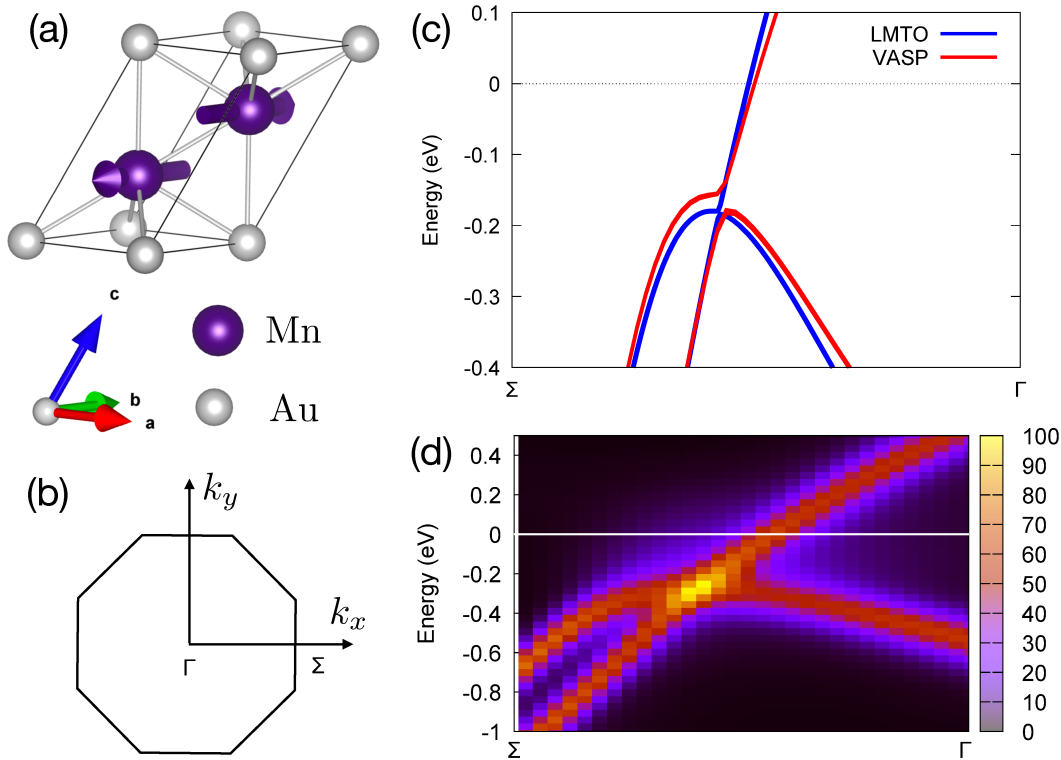 (a)
c
b
a
Mn
Au
(b)
k_y
k_x
Γ
Σ
(c)
LMTO
VASP
Energy (eV)
0.1
0
-0.1
-0.2
-0.3
-0.4
Σ
Γ
(d)
Energy (eV)
0.4
0.2
0
-0.2
-0.4
-0.6
-0.8
-1
Σ
Γ
100
90
80
70
60
50
40
30
20
10
0